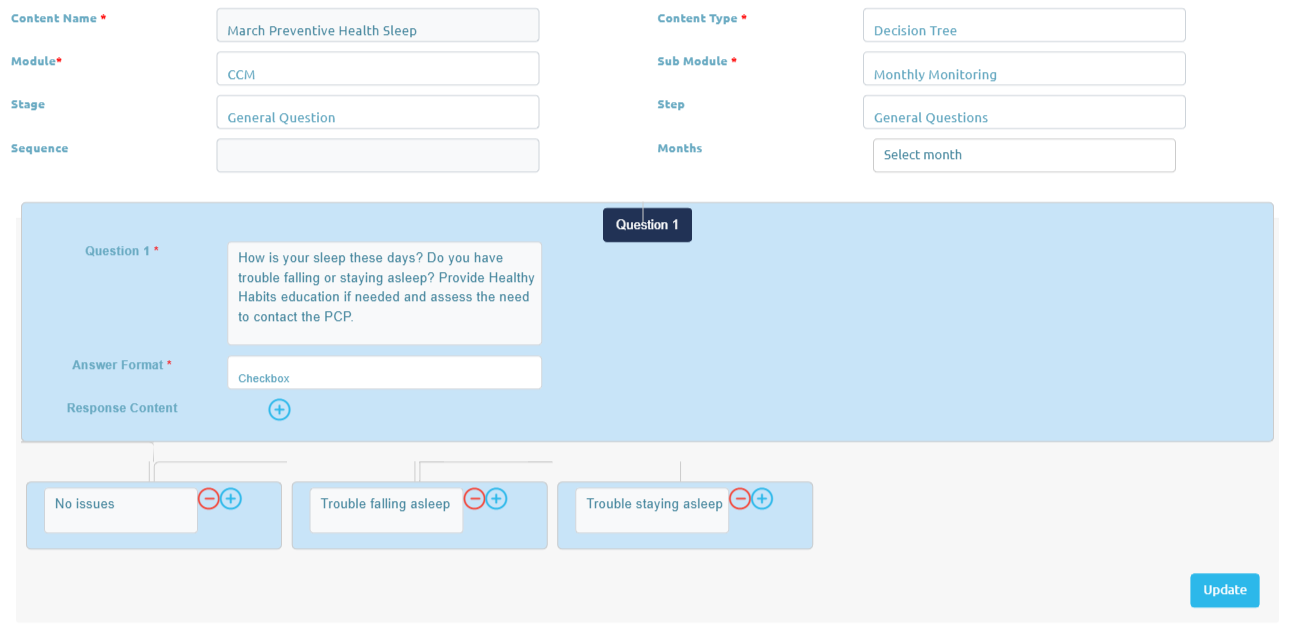 Content Name *
March Preventive Health Sleep
Content Type *
Decision Tree
Module*
CCM
Sub Module *
Monthly Monitoring
Stage
General Question
Step
General Questions
Sequence
Months
Select month
Question 1
Question 1 *
How is your sleep these days? Do you have
trouble falling or staying asleep? Provide Healthy
Habits education if needed and assess the need
to contact the PCP.
Answer Format *
Checkbox
Response Content
No issues
Trouble falling asleep
Trouble staying asleep
Update